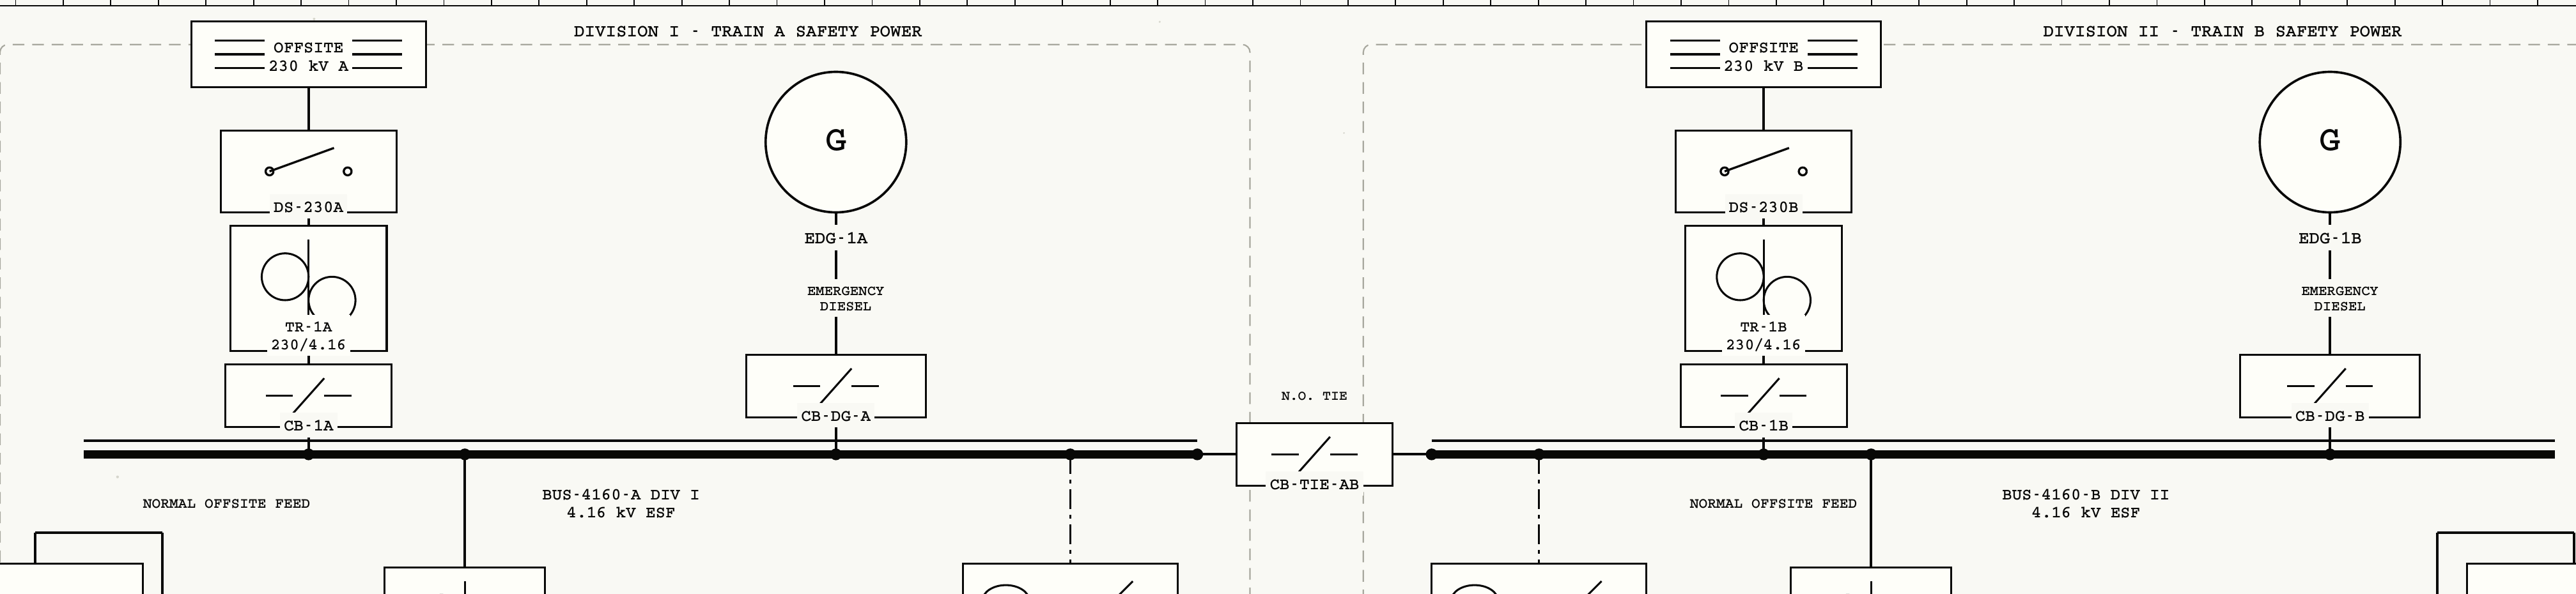 DIVISION I - TRAIN A SAFETY POWER
OFFSITE
230 kV A
DS-230A
TR-1A
230/4.16
CB-1A
G
EDG-1A
EMERGENCY
DIESEL
CB-DG-A
NORMAL OFFSITE FEED
BUS-4160-A DIV I
4.16 kV ESF
N.O. TIE
CB-TIE-AB
DIVISION II - TRAIN B SAFETY POWER
OFFSITE
230 kV B
DS-230B
TR-1B
230/4.16
CB-1B
G
EDG-1B
EMERGENCY
DIESEL
CB-DG-B
NORMAL OFFSITE FEED
BUS-4160-B DIV II
4.16 kV ESF